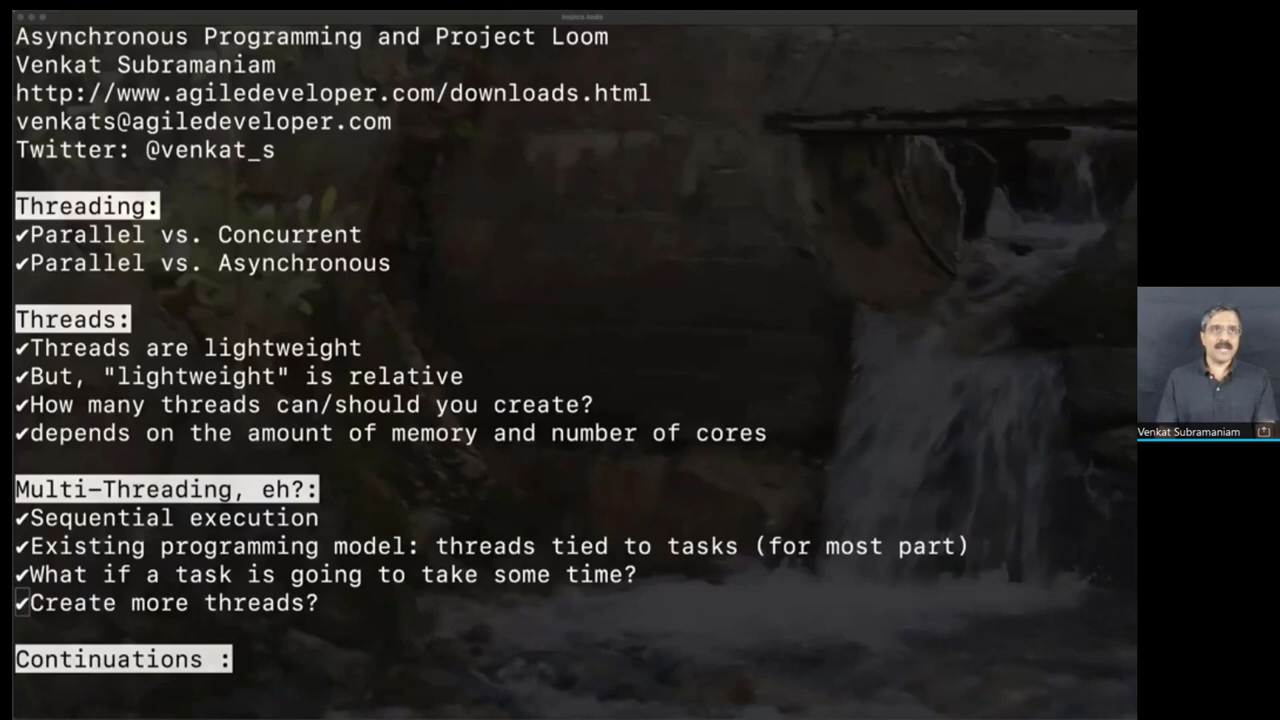 Asynchronous Programming and Project Loom
Venkat Subramaniam
http://www.agiledeveloper.com/downloads.html
venkats@agiledeveloper.com
Twitter: @venkat_s
Threading:
✔Parallel vs. Concurrent
✔Parallel vs. Asynchronous
Threads:
✔Threads are lightweight
✔But, "lightweight" is relative
✔How many threads can/should you create?
✔depends on the amount of memory and number of cores
Multi-Threading, eh?:
✔Sequential execution
✔Existing programming model: threads tied to tasks (for most part)
✔What if a task is going to take some time?
✔Create more threads?
Continuations :
Venkat Subramaniam